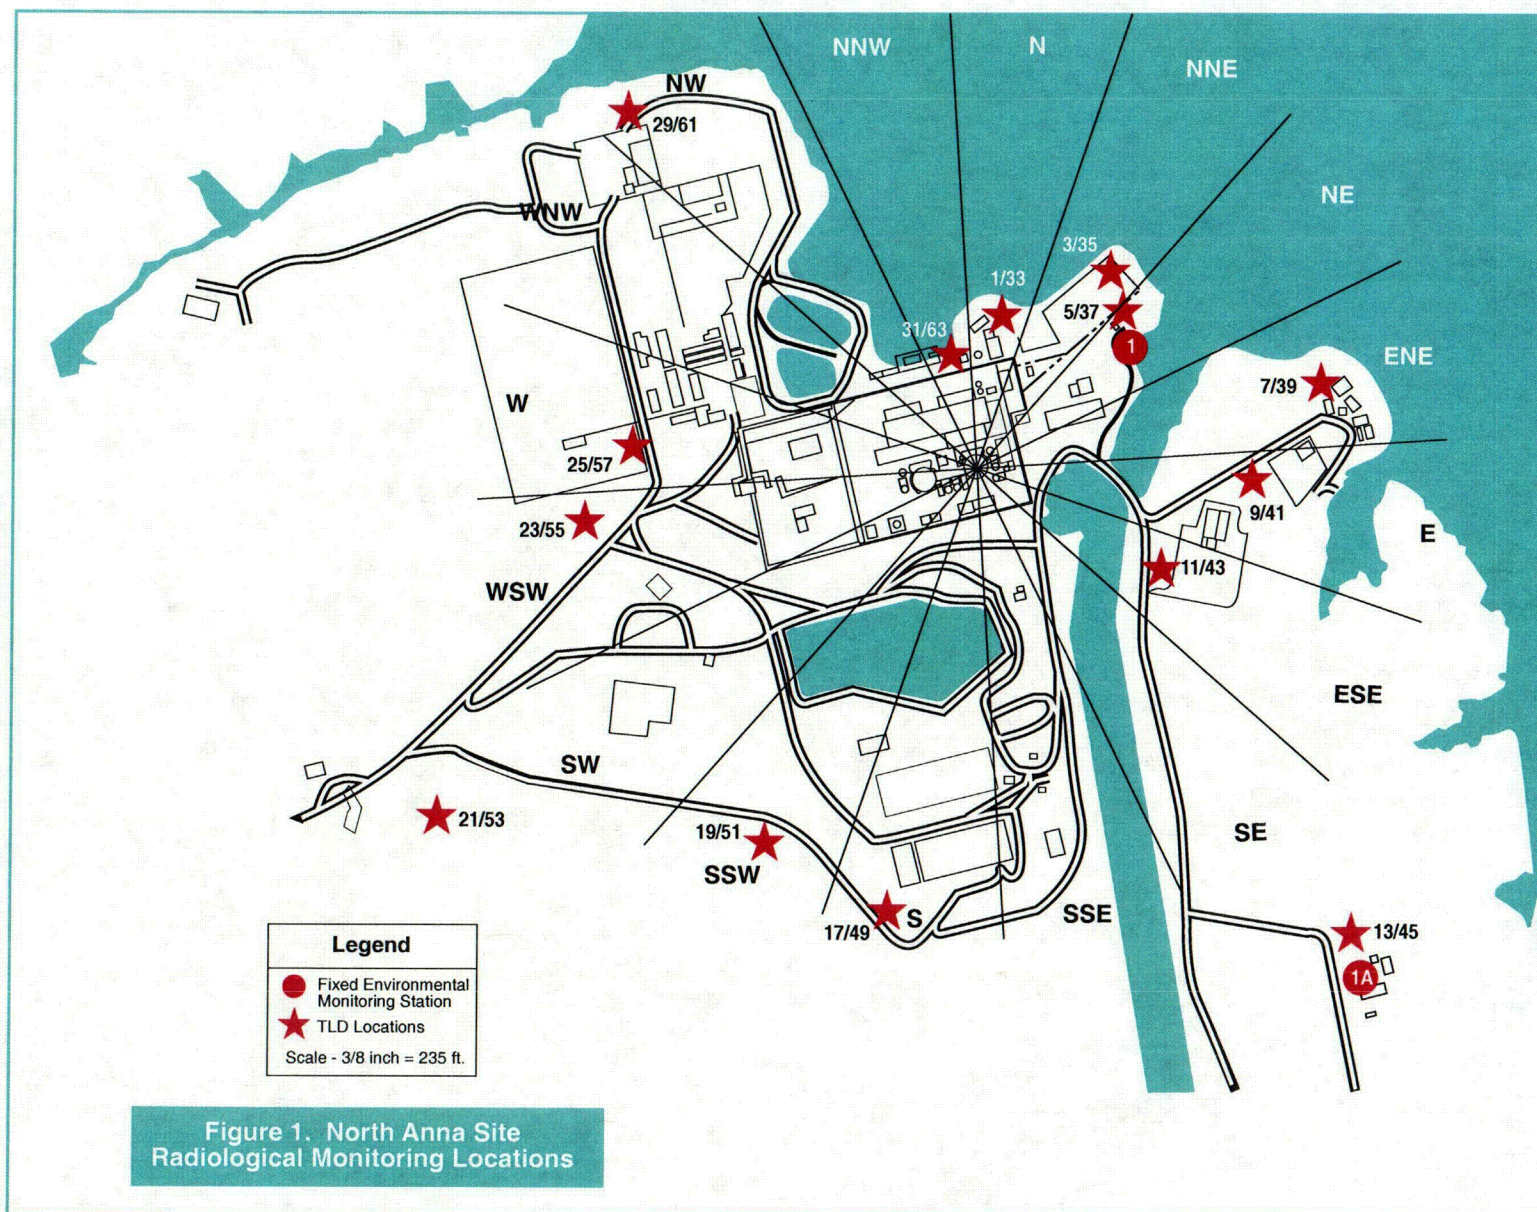 NNW
N
NNE
NW
29/61
NE
WNW
3/35
1/33
5/37
31/63
1
ENE
7/39
W
25/57
9/41
23/55
E
11/43
WSW
ESE
SW
21/53
19/51
SE
SSW
S
SSE
17/49
13/45
1A
Legend
Fixed Environmental
Monitoring Station
TLD Locations
Scale - 3/8 inch = 235 ft.
Figure 1. North Anna Site
Radiological Monitoring Locations